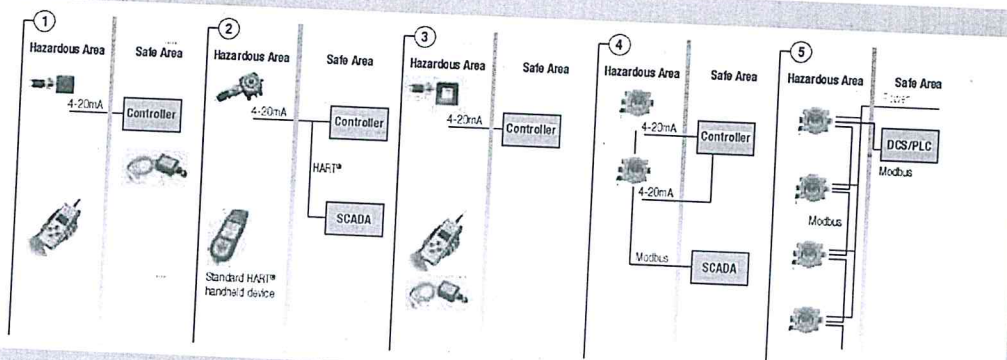 1
Hazardous Area
Safe Area
4-20mA
Controller
2
Hazardous Area
Safe Area
4-20mA
Controller
HART®
SCADA
Standard HART®
handheld device
3
Hazardous Area
Safe Area
4-20mA
Controller
4
Hazardous Area
Safe Area
4-20mA
Controller
4-20mA
Modbus
SCADA
5
Hazardous Area
Safe Area
Power
DCS/PLC
Modbus
Modbus